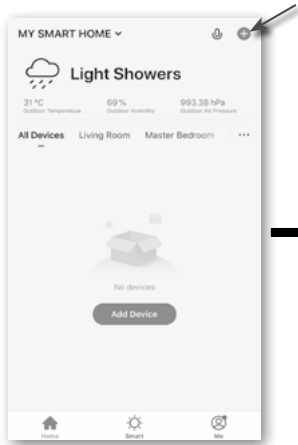 MY SMART HOME
Light Showers
31 °C 69% 993.38 hPa
Outdoor Temperature Outdoor Humidity Outdoor Air Pressure
All Devices Living Room Master Bedroom ...
No devices
Add Device
Home Smart Me